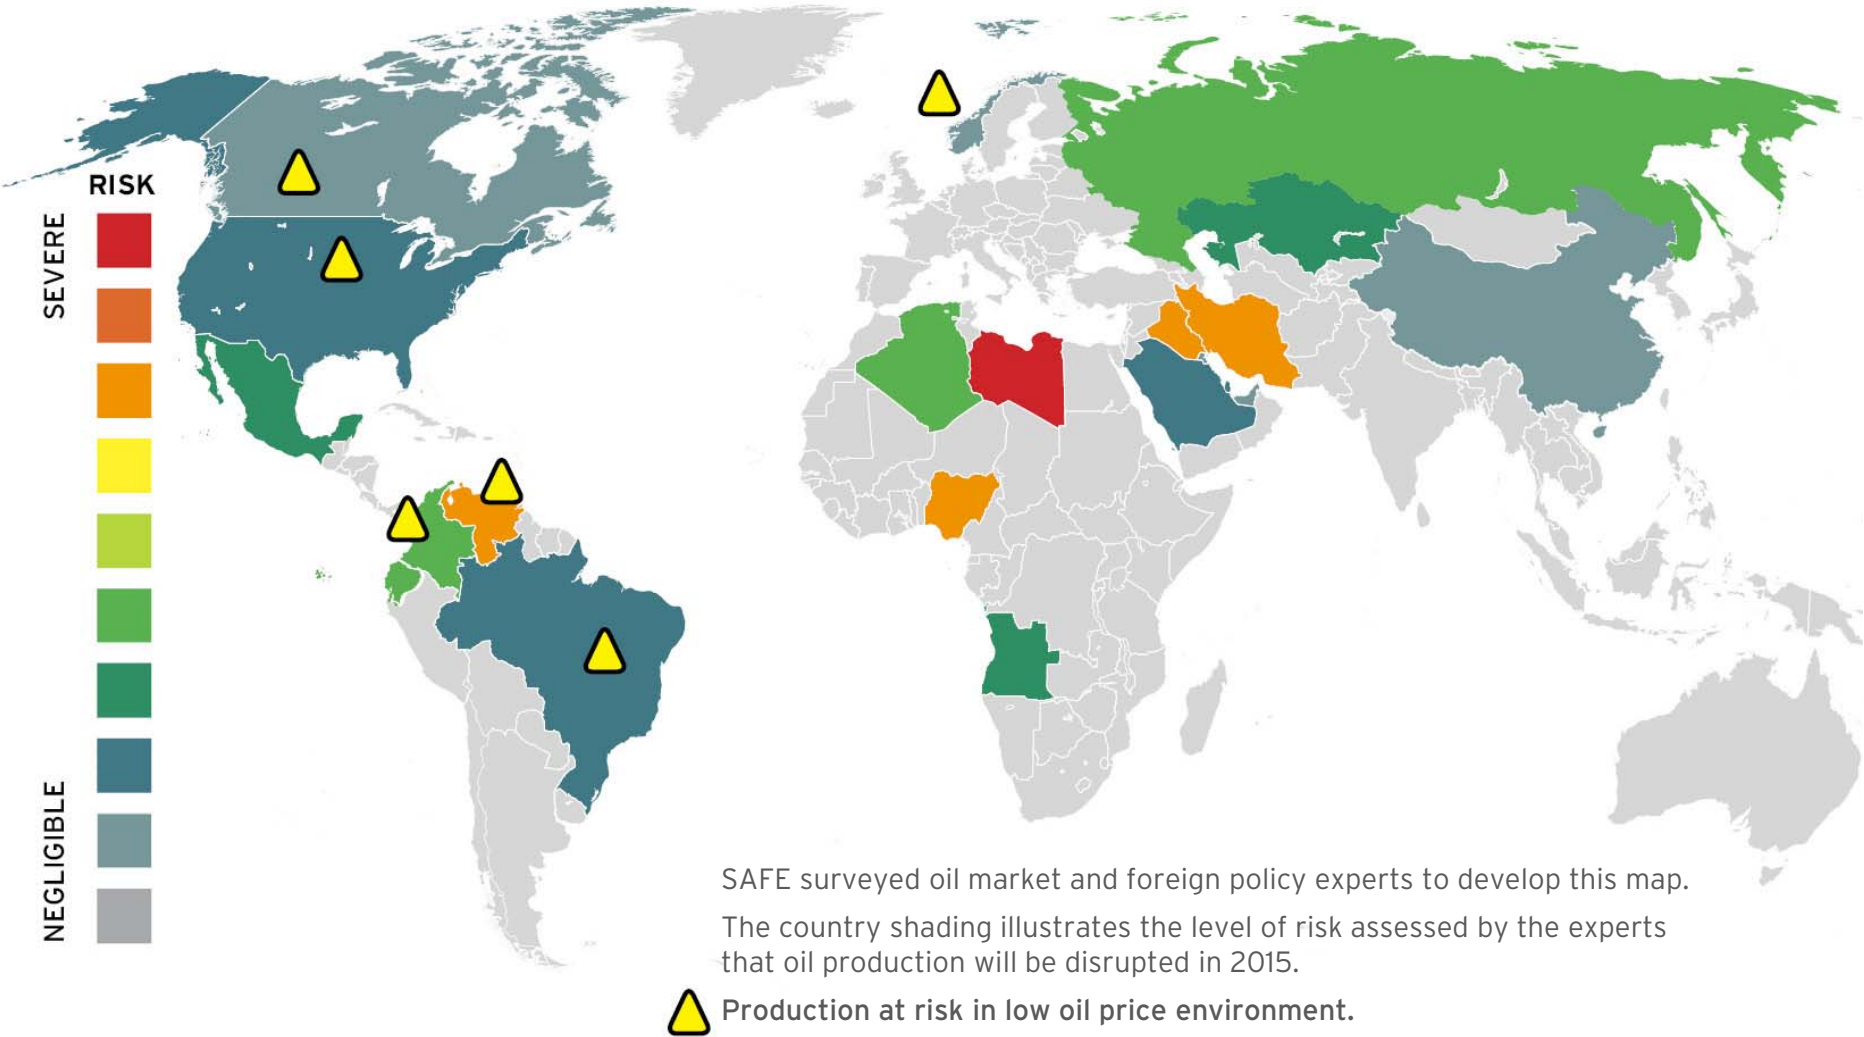 RISK
SEVERE
NEGLIGIBLE
SAFE surveyed oil market and foreign policy experts to develop this map.
The country shading illustrates the level of risk assessed by the experts
that oil production will be disrupted in 2015.
Production at risk in low oil price environment.